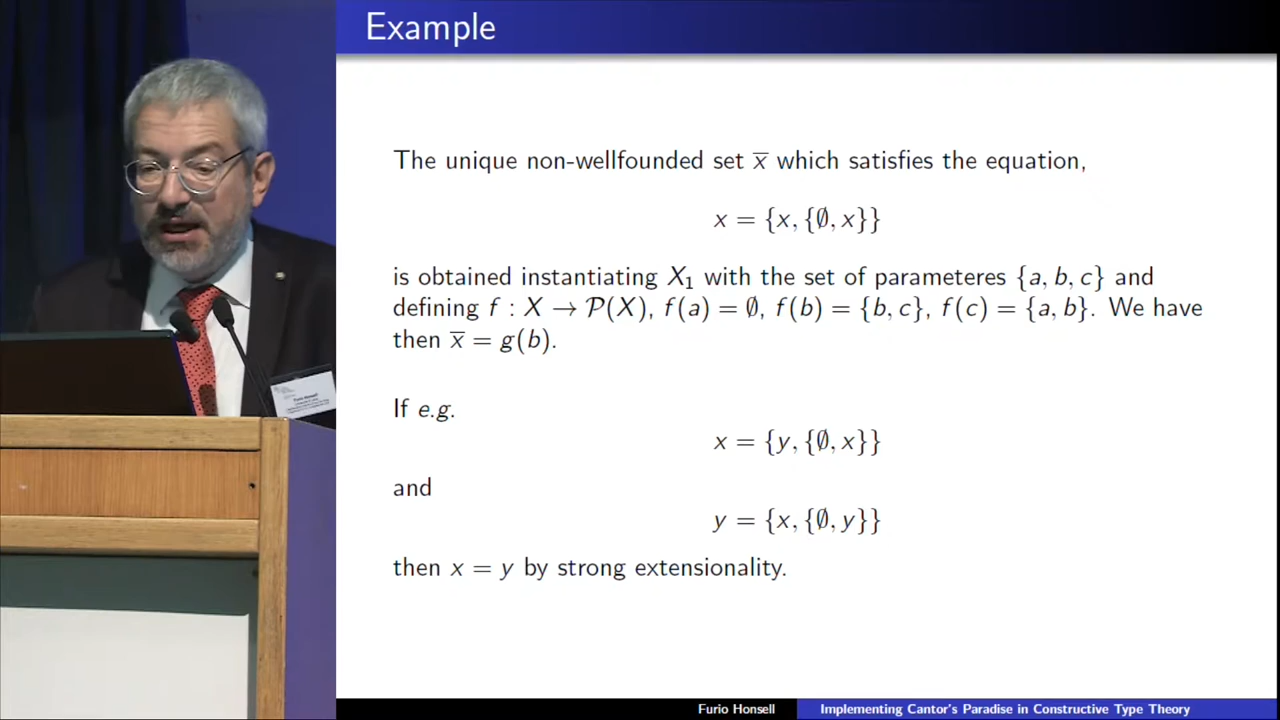 Example
The unique non-wellfounded set x̅ which satisfies the equation,
x = {x, {∅, x}}
is obtained instantiating X₁ with the set of parameteres {a, b, c} and
defining f : X → 𝒫(X), f(a) = ∅, f(b) = {b, c}, f(c) = {a, b}. We have
then x̅ = g(b).
If e.g.
x = {y, {∅, x}}
and
y = {x, {∅, y}}
then x = y by strong extensionality.
Furio Honsell
Furio Honsell Implementing Cantor's Paradise in Constructive Type Theory